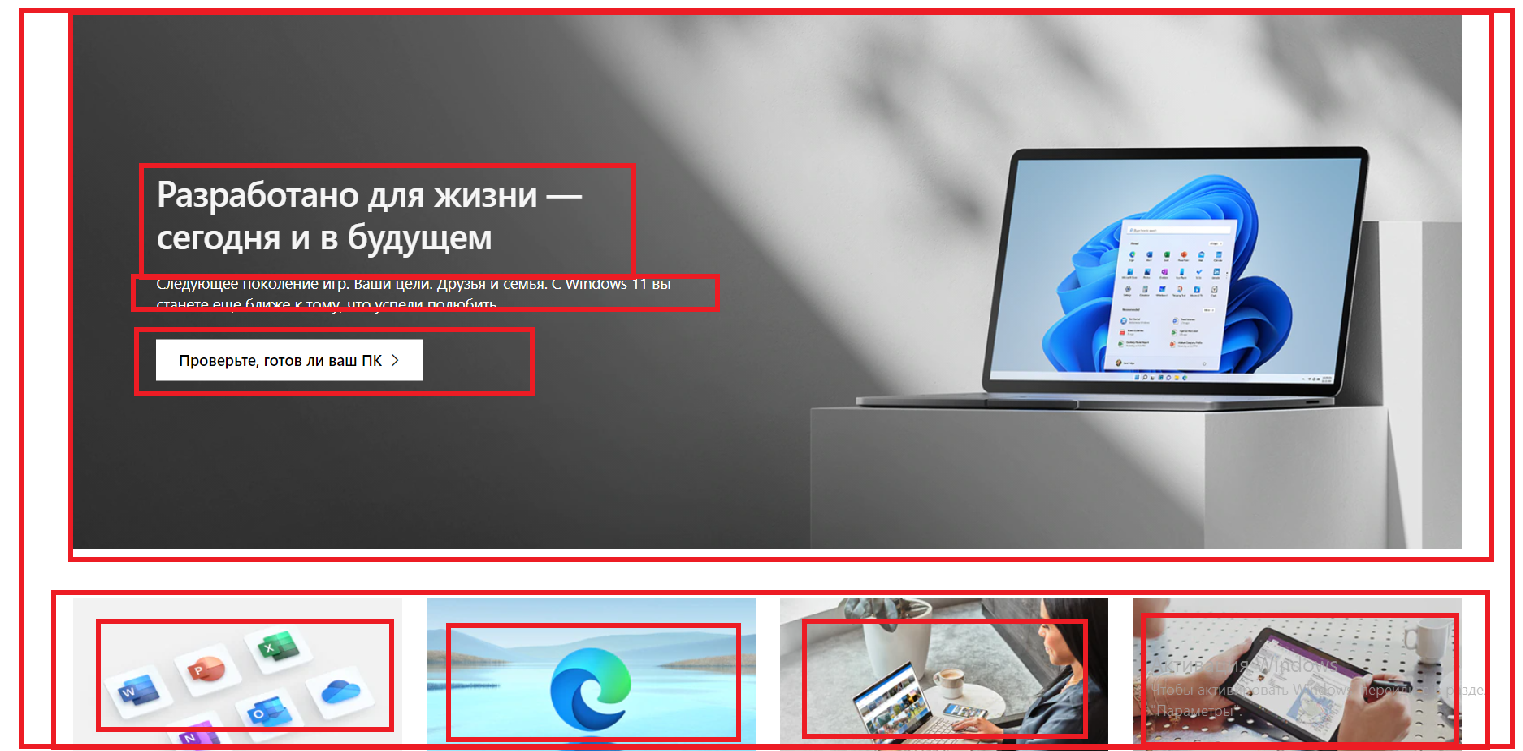 Разработано для жизни —
сегодня и в будущем
Следующее поколение игр. Ваши цели. Друзья и семья. С Windows 11 вы
станете еще ближе к тому, что успели полюбить.
Проверьте, готов ли ваш ПК
X
P
W
O
N
Активация Windows
Чтобы активировать Windows, перейдите в раздел
"Параметры".